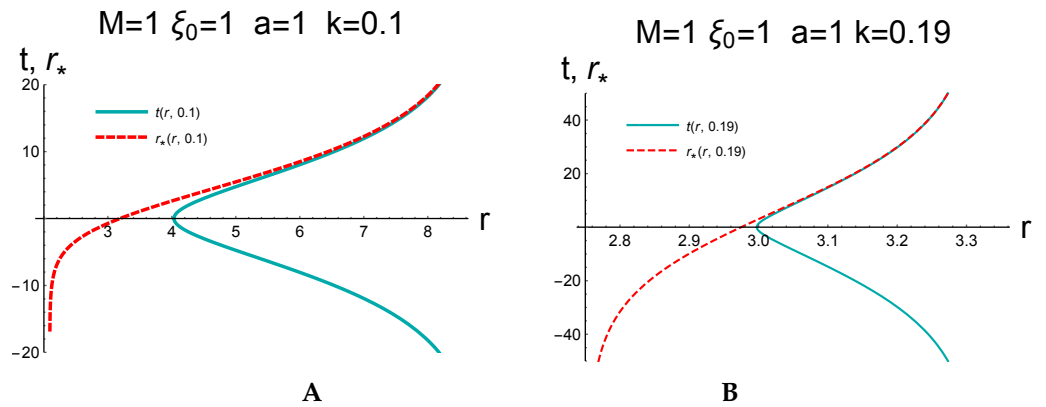 M=1 ξ₀=1 a=1 k=0.1
t, r⋆
20
10
−10
−20
t(r, 0.1)
r⋆(r, 0.1)
3 4 5 6 7 8
r
A
M=1 ξ₀=1 a=1 k=0.19
t, r⋆
40
20
−20
−40
t(r, 0.19)
r⋆(r, 0.19)
2.8 2.9 3.0 3.1 3.2 3.3
r
B